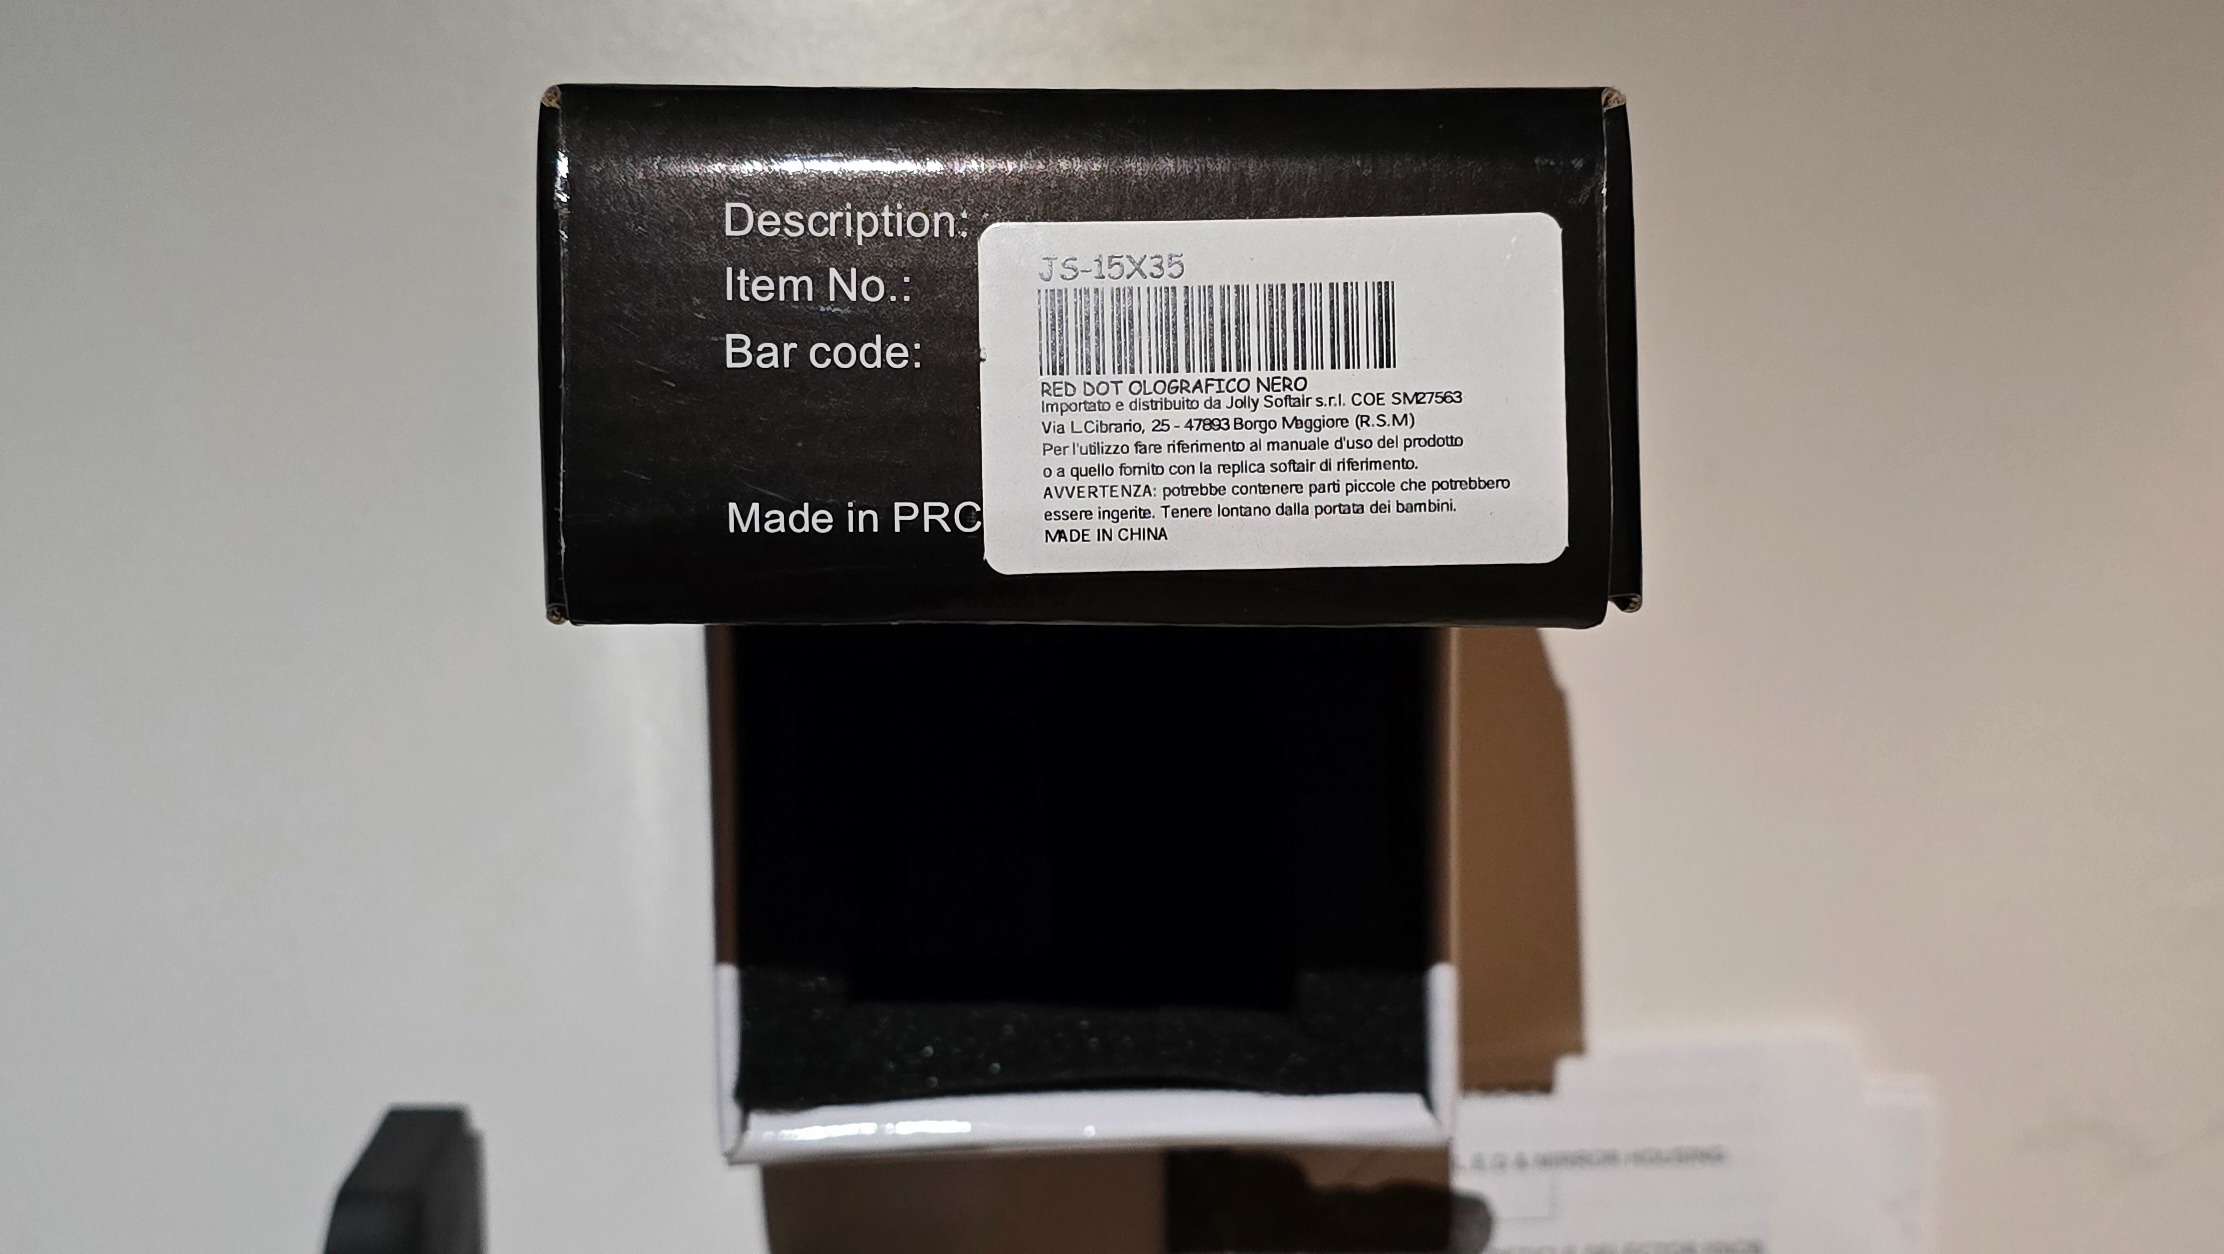 Description:
Item No.:
Bar code:
Made in PRC
JS-15X35
RED DOT OLOGRAFICO NERO
Importato e distribuito da Jolly Softair s.r.l. COE SM27563
Via L.Cibrario, 25 - 47893 Borgo Maggiore (R.S.M)
Per l'utilizzo fare riferimento al manuale d'uso del prodotto
o a quello fornito con la replica softair di riferimento.
AVVERTENZA: potrebbe contenere parti piccole che potrebbero
essere ingerite. Tenere lontano dalla portata dei bambini.
MADE IN CHINA
& MIRROR HOUSING